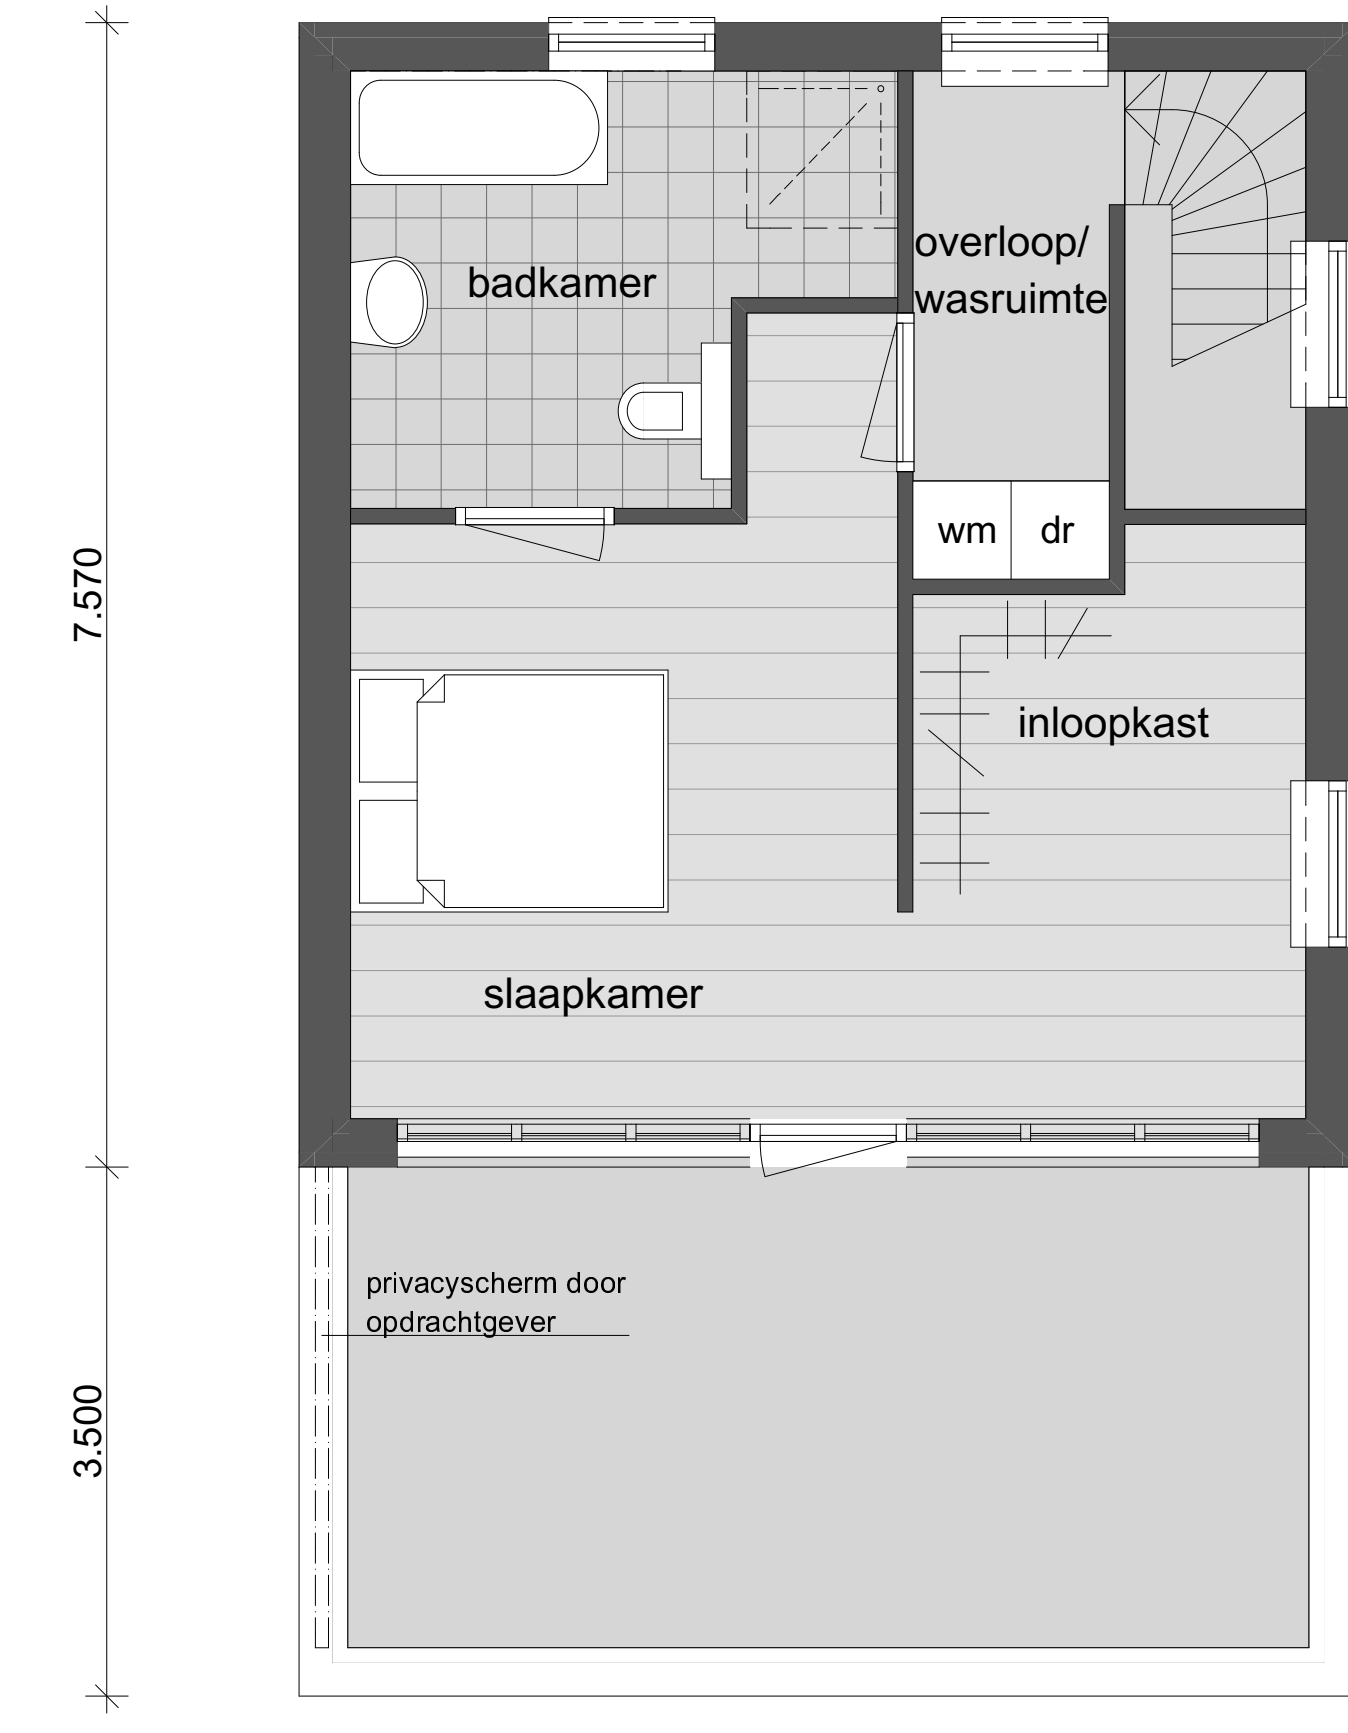 badkamer
overloop/
wasruimte
wm
dr
7.570
inloopkast
slaapkamer
privacyscherm door
opdrachtgever
3.500